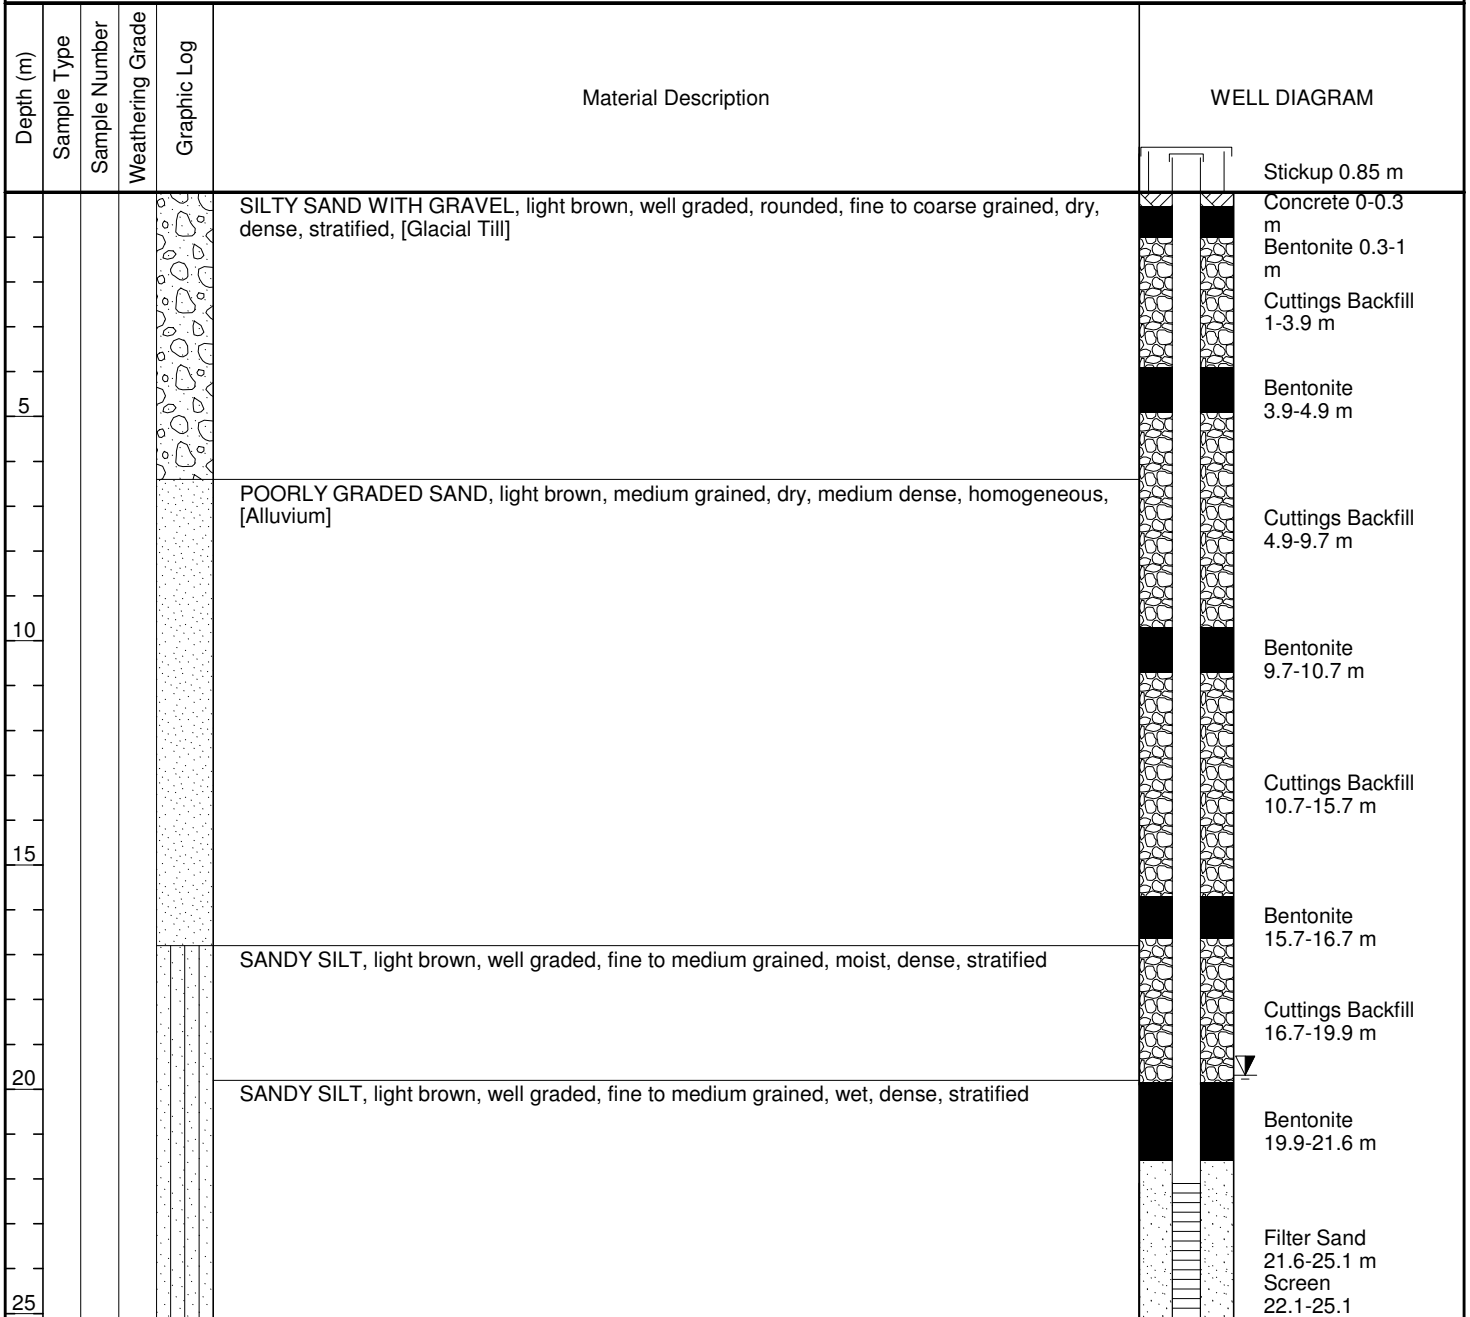 Depth (m)
Sample Type
Sample Number
Weathering Grade
Graphic Log
Material Description
WELL DIAGRAM
Stickup 0.85 m
SILTY SAND WITH GRAVEL, light brown, well graded, rounded, fine to coarse grained, dry,
dense, stratified, [Glacial Till]
Concrete 0-0.3
m
Bentonite 0.3-1
m
Cuttings Backfill
1-3.9 m
Bentonite
3.9-4.9 m
5
POORLY GRADED SAND, light brown, medium grained, dry, medium dense, homogeneous,
[Alluvium]
Cuttings Backfill
4.9-9.7 m
10
Bentonite
9.7-10.7 m
Cuttings Backfill
10.7-15.7 m
15
Bentonite
15.7-16.7 m
SANDY SILT, light brown, well graded, fine to medium grained, moist, dense, stratified
Cuttings Backfill
16.7-19.9 m
20
SANDY SILT, light brown, well graded, fine to medium grained, wet, dense, stratified
Bentonite
19.9-21.6 m
Filter Sand
21.6-25.1 m
Screen
22.1-25.1
25